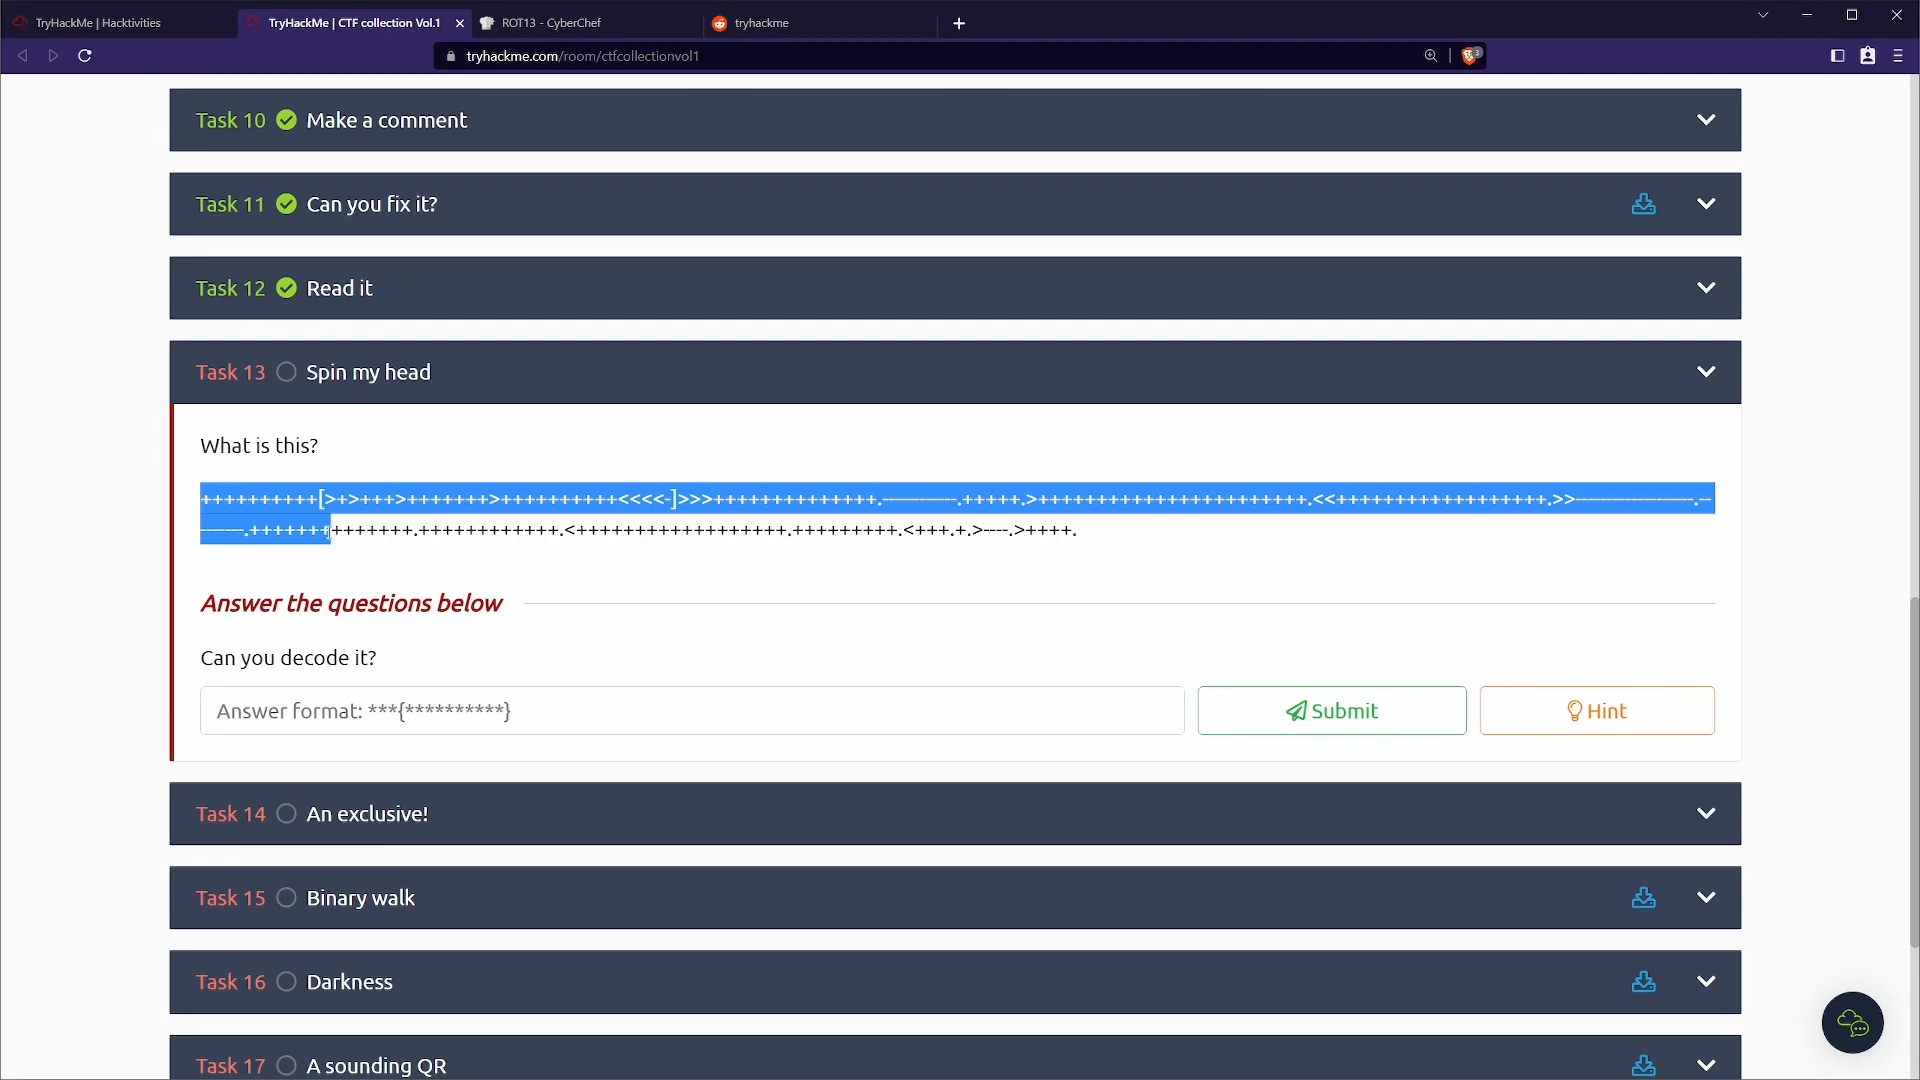 TryHackMe | Hacktivities
TryHackMe | CTF collection Vol.1
ROT13 - CyberChef
tryhackme
tryhackme.com/room/ctfcollectionvol1
3
Task 10 Make a comment
Task 11 Can you fix it?
Task 12 Read it
Task 13 Spin my head
What is this?
++++++++++[>+>+++>+++++++>++++++++++<<<<-]>>>++++++++++++++.------------.+++++.>+++++++++++++++++++++++.<<++++++++++++++++++.>>-------------------.--
-------.++++++++++++++.++++++++++++.<++++++++++++++++++.+++++++++.<+++.+.>----.>++++.
Answer the questions below
Can you decode it?
Answer format: ***{**********}
Submit
Hint
Task 14 An exclusive!
Task 15 Binary walk
Task 16 Darkness
Task 17 A sounding QR